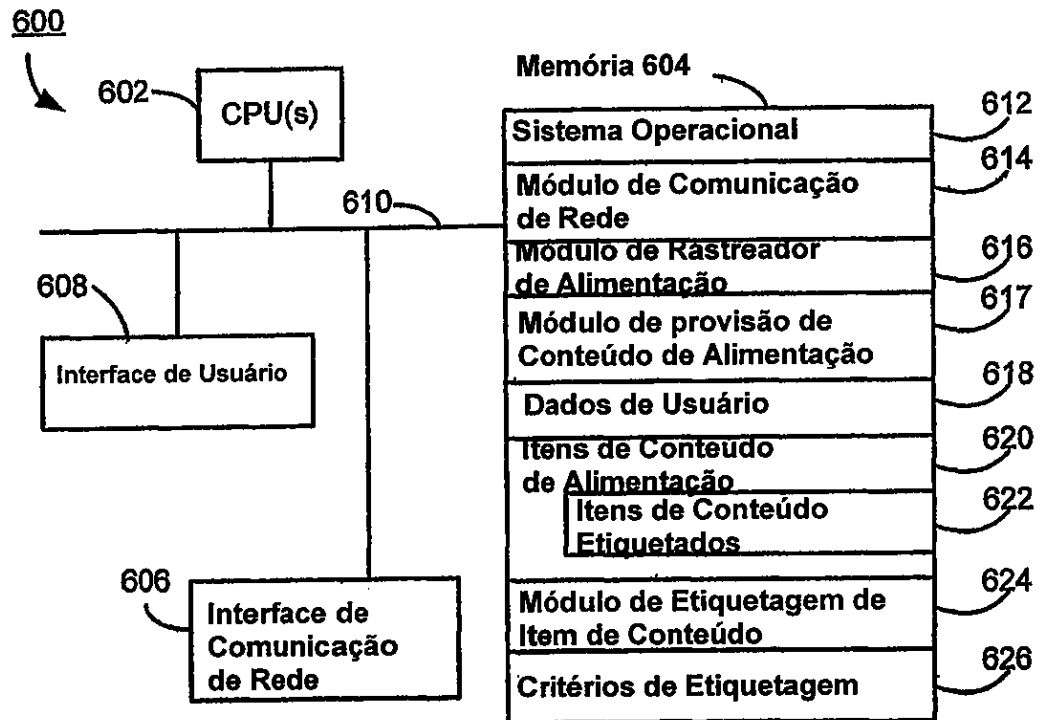 600
602
CPU(s)
Memória 604
610
608
Interface de Usuário
606
Interface de
Comunicação
de Rede
Sistema Operacional
612
Módulo de Comunicação
de Rede
614
Módulo de Rastreador
de Alimentação
616
Módulo de provisão de
Conteúdo de Alimentação
617
Dados de Usuário
618
Itens de Conteúdo
de Alimentação
620
Itens de Conteúdo
Etiquetados
622
Módulo de Etiquetagem de
Item de Conteúdo
624
Critérios de Etiquetagem
626